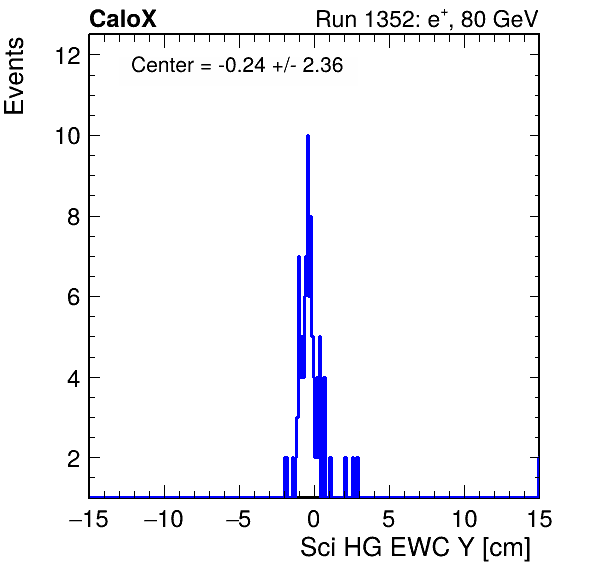 CaloX Run 1352: e⁺, 80 GeV
Events
Center = -0.24 +/- 2.36
12
10
8
6
4
2
−15 −10 −5 0 5 10 15
Sci HG EWC Y [cm]